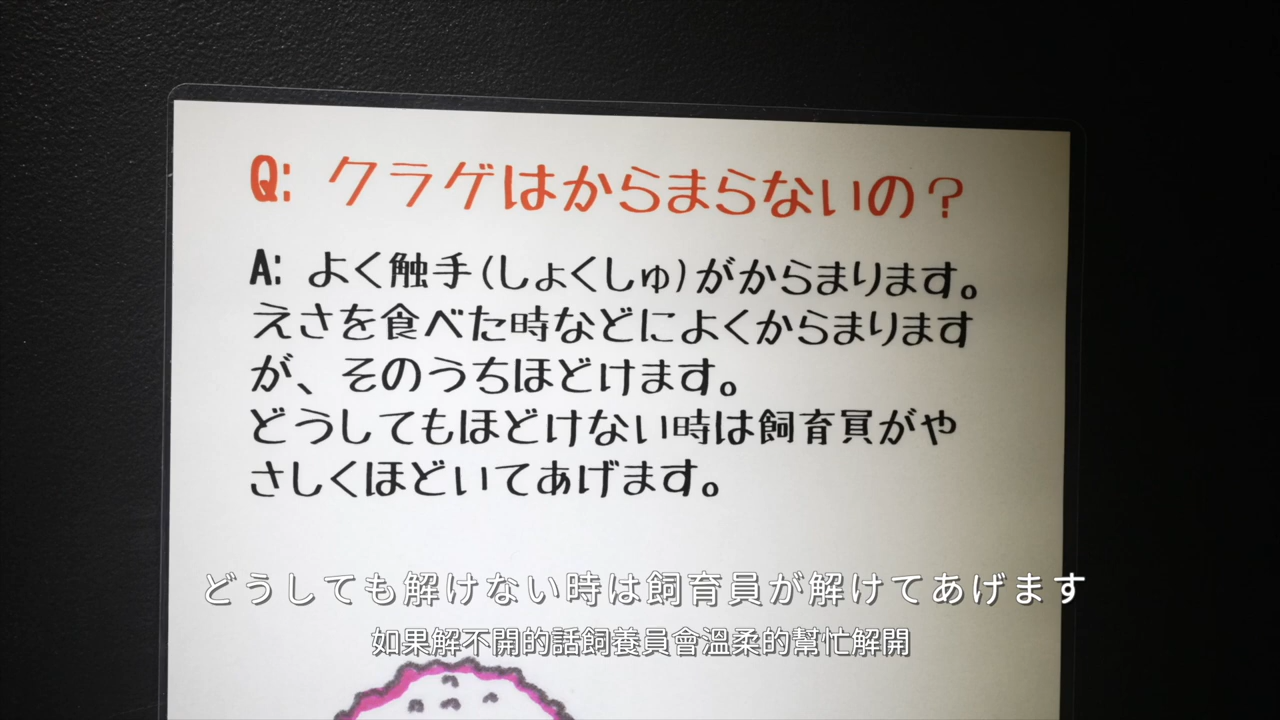 Q: クラゲはからまらないの？
A: よく触手(しょくしゅ)がからまります。
えさを食べた時などによくからまります
が、そのうちほどけます。
どうしてもほどけない時は飼育員がや
さしくほどいてあげます。
どうしても解けない時は飼育員が解けてあげます
如果解不開的話飼養員會溫柔的幫忙解開